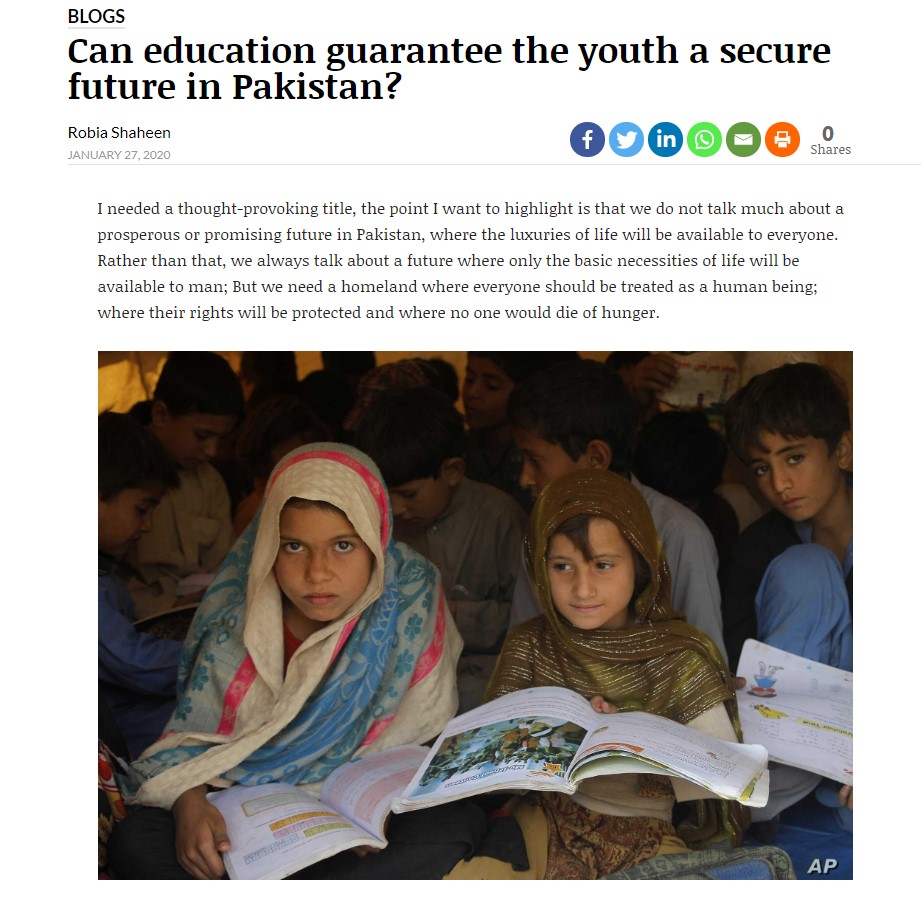 BLOGS
Can education guarantee the youth a secure
future in Pakistan?
Robia Shaheen
JANUARY 27, 2020
0
Shares
I needed a thought-provoking title, the point I want to highlight is that we do not talk much about a
prosperous or promising future in Pakistan, where the luxuries of life will be available to everyone.
Rather than that, we always talk about a future where only the basic necessities of life will be
available to man; But we need a homeland where everyone should be treated as a human being;
where their rights will be protected and where no one would die of hunger.
AP